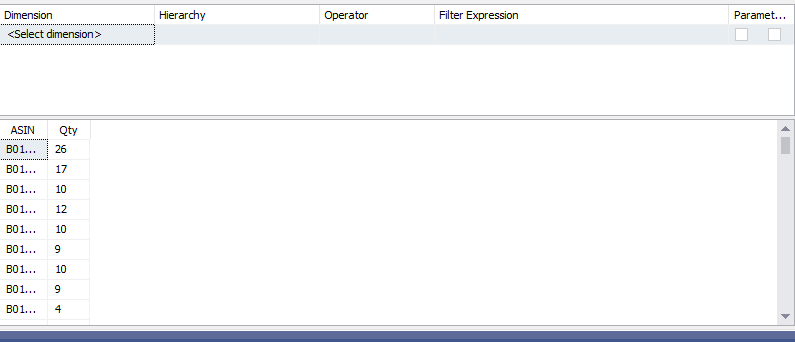 Dimension Hierarchy Operator Filter Expression Paramet...
<Select dimension>
ASIN Qty
B01... 26
B01... 17
B01... 10
B01... 12
B01... 10
B01... 9
B01... 10
B01... 9
B01... 4